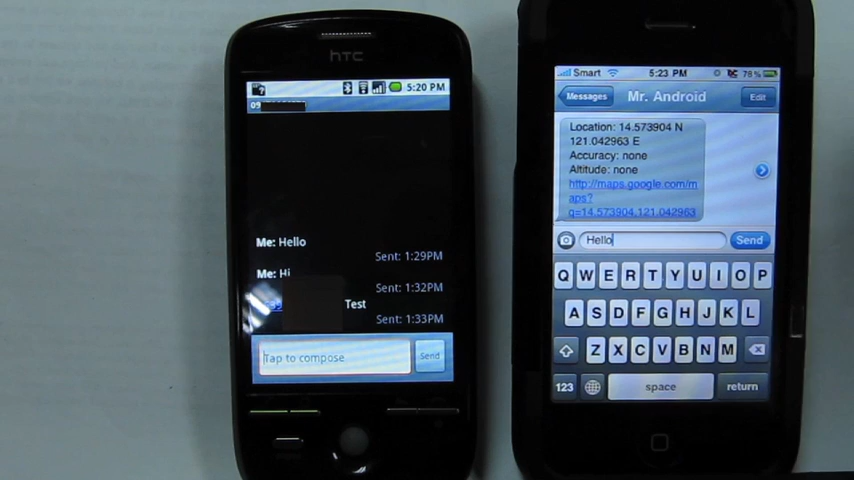 hTC
5:20 PM
09
Me: Hello
Sent: 1:29PM
Me: Hi
Sent: 1:32PM
Test
Sent: 1:33PM
Tap to compose
Send
Smart 5:23 PM 78%
Messages Mr. Android Edit
Location: 14.573904 N
121.042963 E
Accuracy: none
Altitude: none
http://maps.google.com/m
aps?
q=14.573904,121.042963
Hello Send
Q W E R T Y U I O P
A S D F G H J K L
Z X C V B N M
123 space return